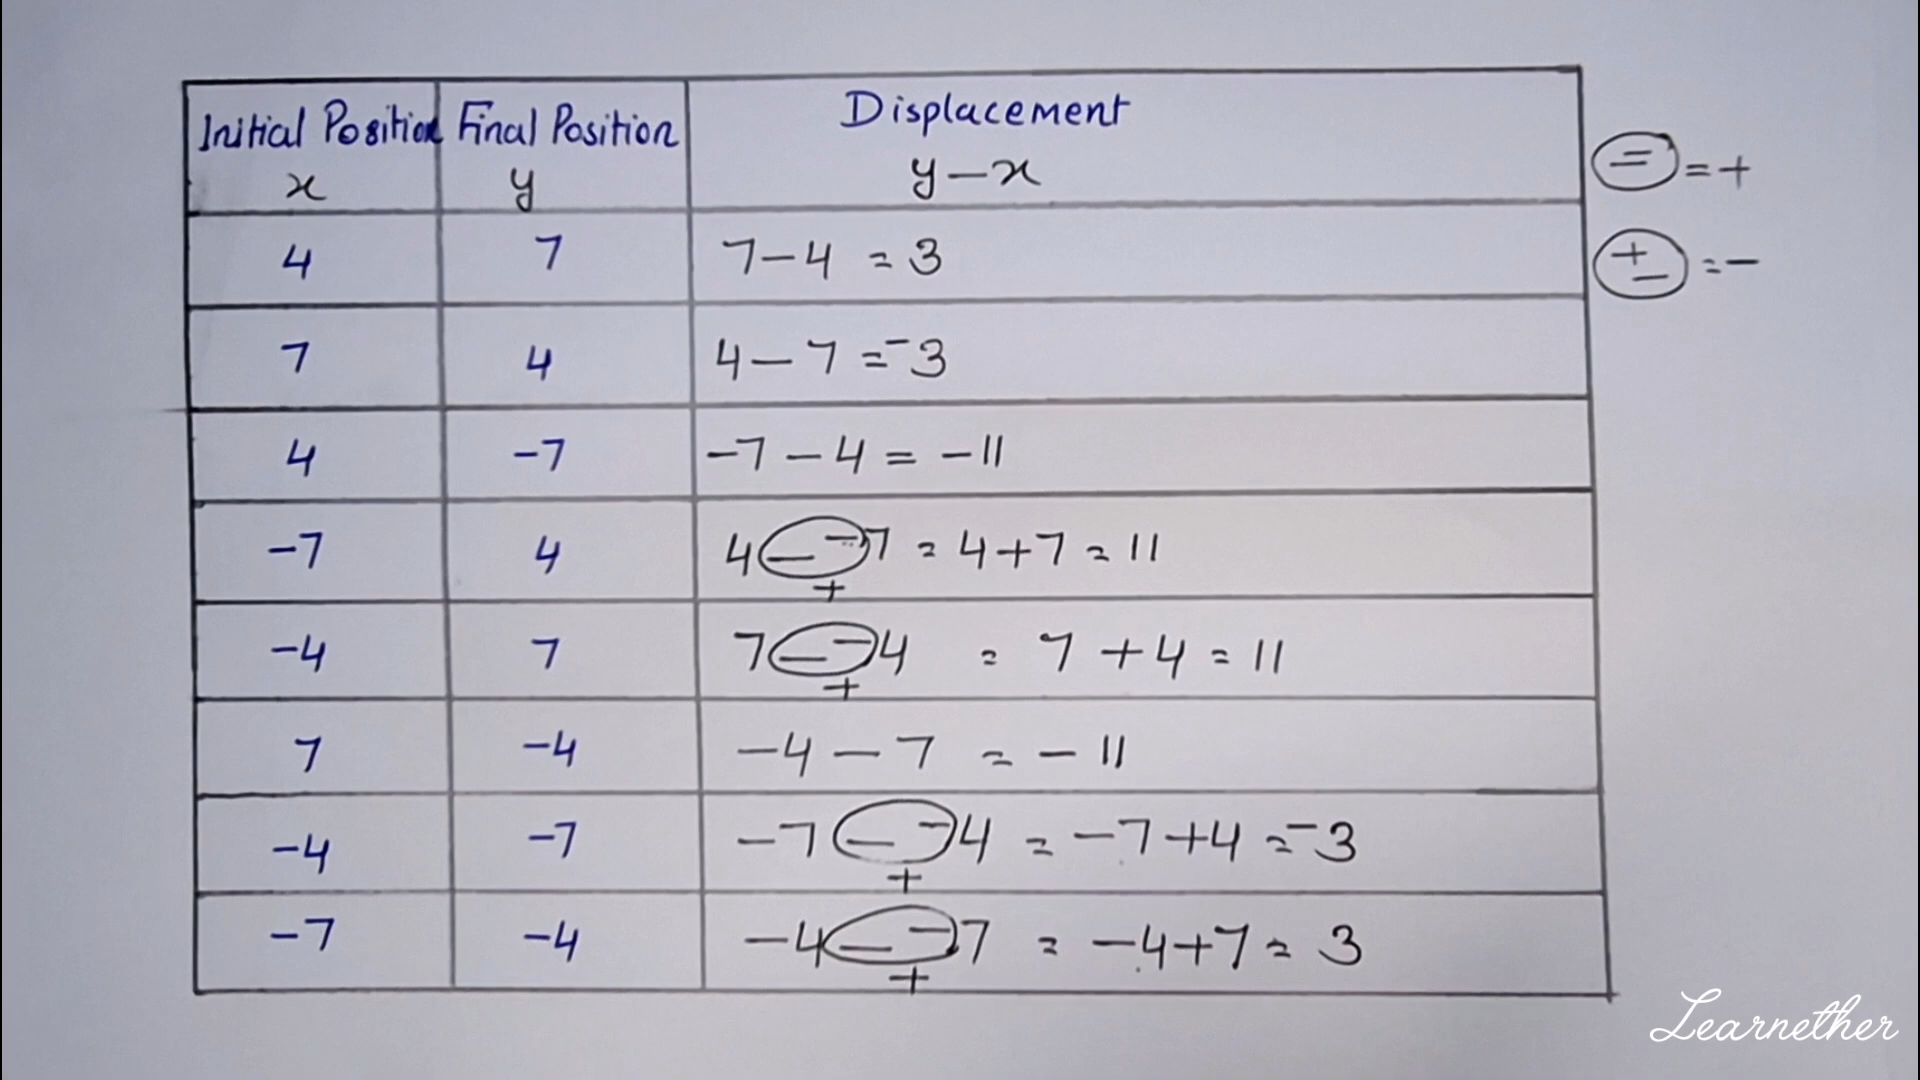 Initial Position Final Position Displacement
x y y - x
4 7 7 - 4 = 3
7 4 4 - 7 = -3
4 -7 -7 - 4 = -11
-7 4 4 - -7 = 4 + 7 = 11
+
-4 7 7 - -4 = 7 + 4 = 11
+
7 -4 -4 - 7 = -11
-4 -7 -7 - -4 = -7 + 4 = -3
+
-7 -4 -4 - -7 = -4 + 7 = 3
+
- - = +
+ - = -
Learnether